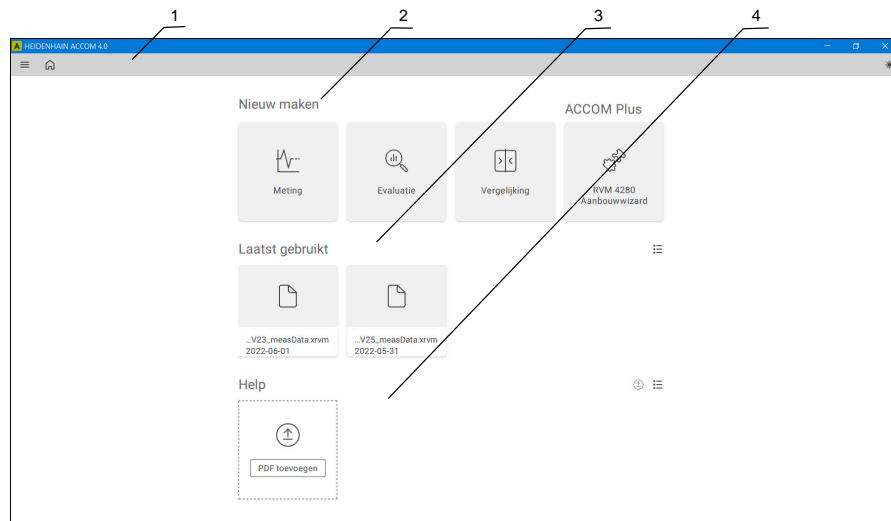 1 2 3 4
HEIDENHAIN ACCOM 4.0
Nieuw maken
ACCOM Plus
Meting
Evaluatie
Vergelijking
RVM 4280
Aanbouwwizard
Laatst gebruikt
...V23_measData.xrvm
2022-06-01
...V25_measData.xrvm
2022-05-31
Help
PDF toevoegen